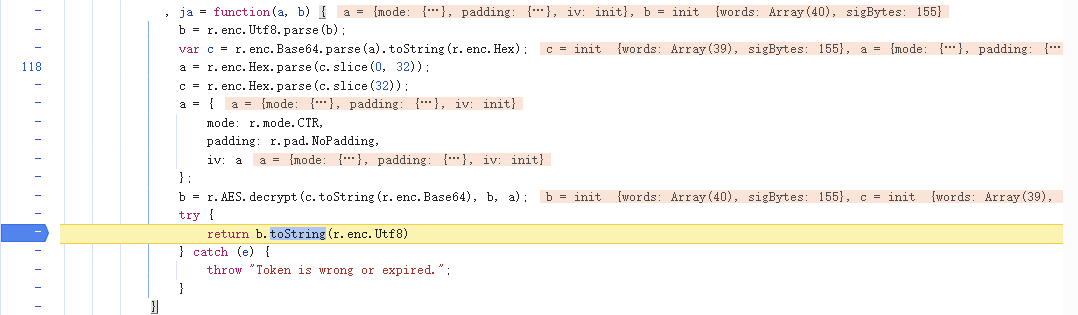 , ja = function(a, b) {  a = {mode: {…}, padding: {…}, iv: init}, b = init {words: Array(40), sigBytes: 155}
b = r.enc.Utf8.parse(b);
var c = r.enc.Base64.parse(a).toString(r.enc.Hex);  c = init {words: Array(39), sigBytes: 155}, a = {mode: {…}, padding: {…
118 a = r.enc.Hex.parse(c.slice(0, 32));
c = r.enc.Hex.parse(c.slice(32));
a = {  a = {mode: {…}, padding: {…}, iv: init}
mode: r.mode.CTR,
padding: r.pad.NoPadding,
iv: a  a = {mode: {…}, padding: {…}, iv: init}
};
b = r.AES.decrypt(c.toString(r.enc.Base64), b, a);  b = init {words: Array(40), sigBytes: 155}, c = init {words: Array(39),
try {
return b.toString(r.enc.Utf8)
} catch (e) {
throw "Token is wrong or expired.";
}
}